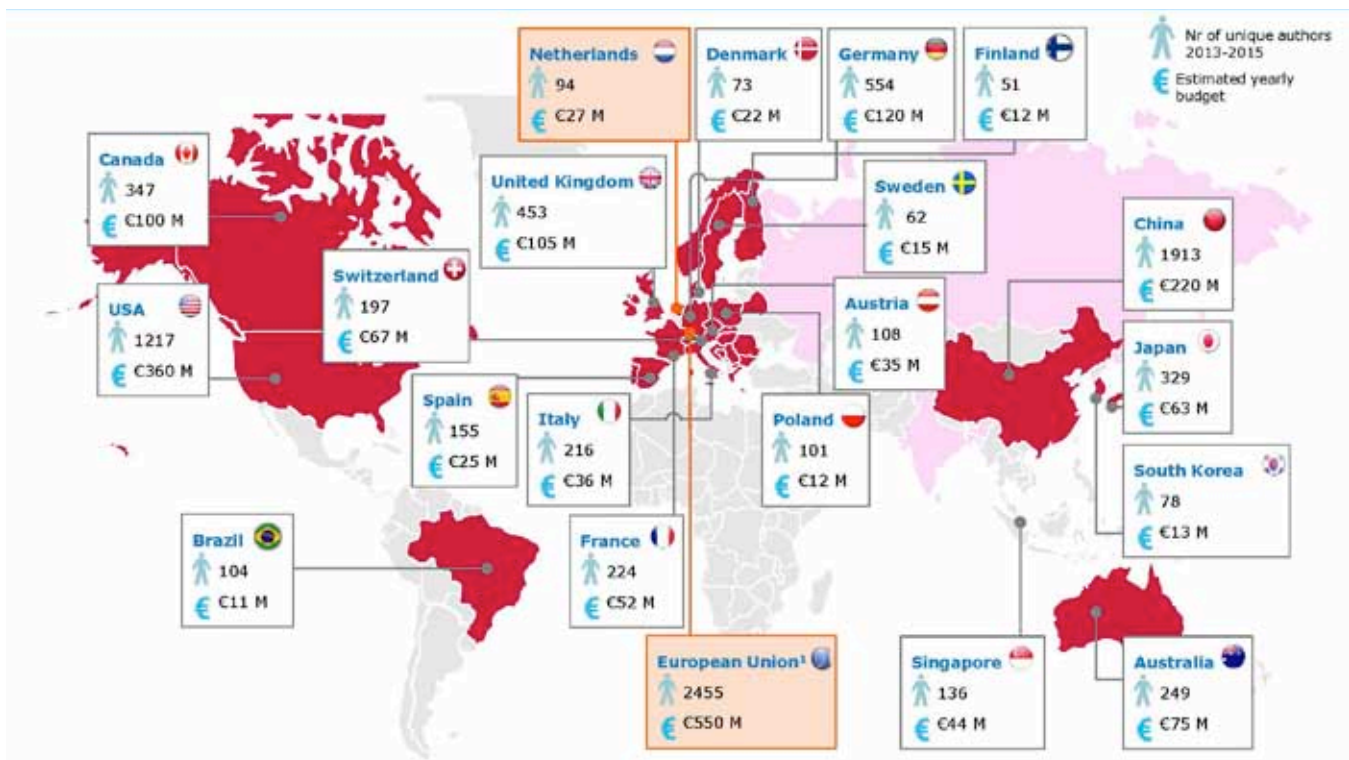 Nr of unique authors
2013-2015
€ Estimated yearly
budget
Netherlands
94
€ €27 M
Denmark
73
€ €22 M
Germany
554
€ €120 M
Finland
51
€ €12 M
Canada
347
€ €100 M
United Kingdom
453
€ €105 M
Sweden
62
€ €15 M
China
1913
€ €220 M
Switzerland
197
€ €67 M
USA
1217
€ €360 M
Austria
108
€ €35 M
Japan
329
€ €63 M
Spain
155
€ €25 M
Italy
216
€ €36 M
Poland
101
€ €12 M
South Korea
78
€ €13 M
Brazil
104
€ €11 M
France
224
€ €52 M
European Union¹
2455
€ €550 M
Singapore
136
€ €44 M
Australia
249
€ €75 M